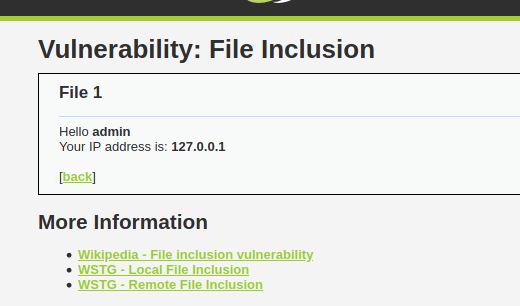 Vulnerability: File Inclusion
File 1
Hello admin
Your IP address is: 127.0.0.1
[back]
More Information
Wikipedia - File inclusion vulnerability
WSTG - Local File Inclusion
WSTG - Remote File Inclusion